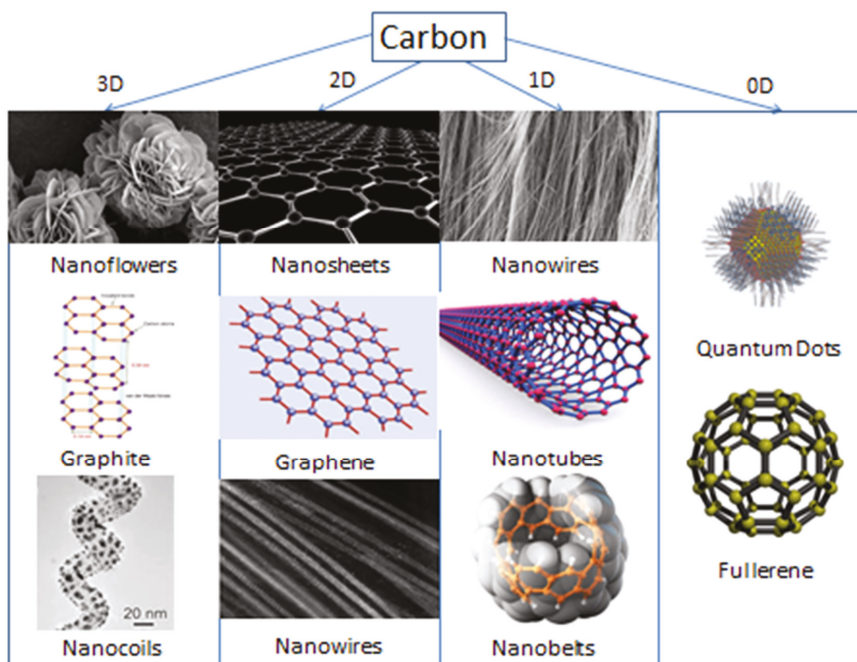 Carbon
3D
2D
1D
0D
Nanoflowers
Nanosheets
Nanowires
Quantum Dots
Graphite
Graphene
Nanotubes
Fullerene
20 nm
Nanocoils
Nanowires
Nanobelts